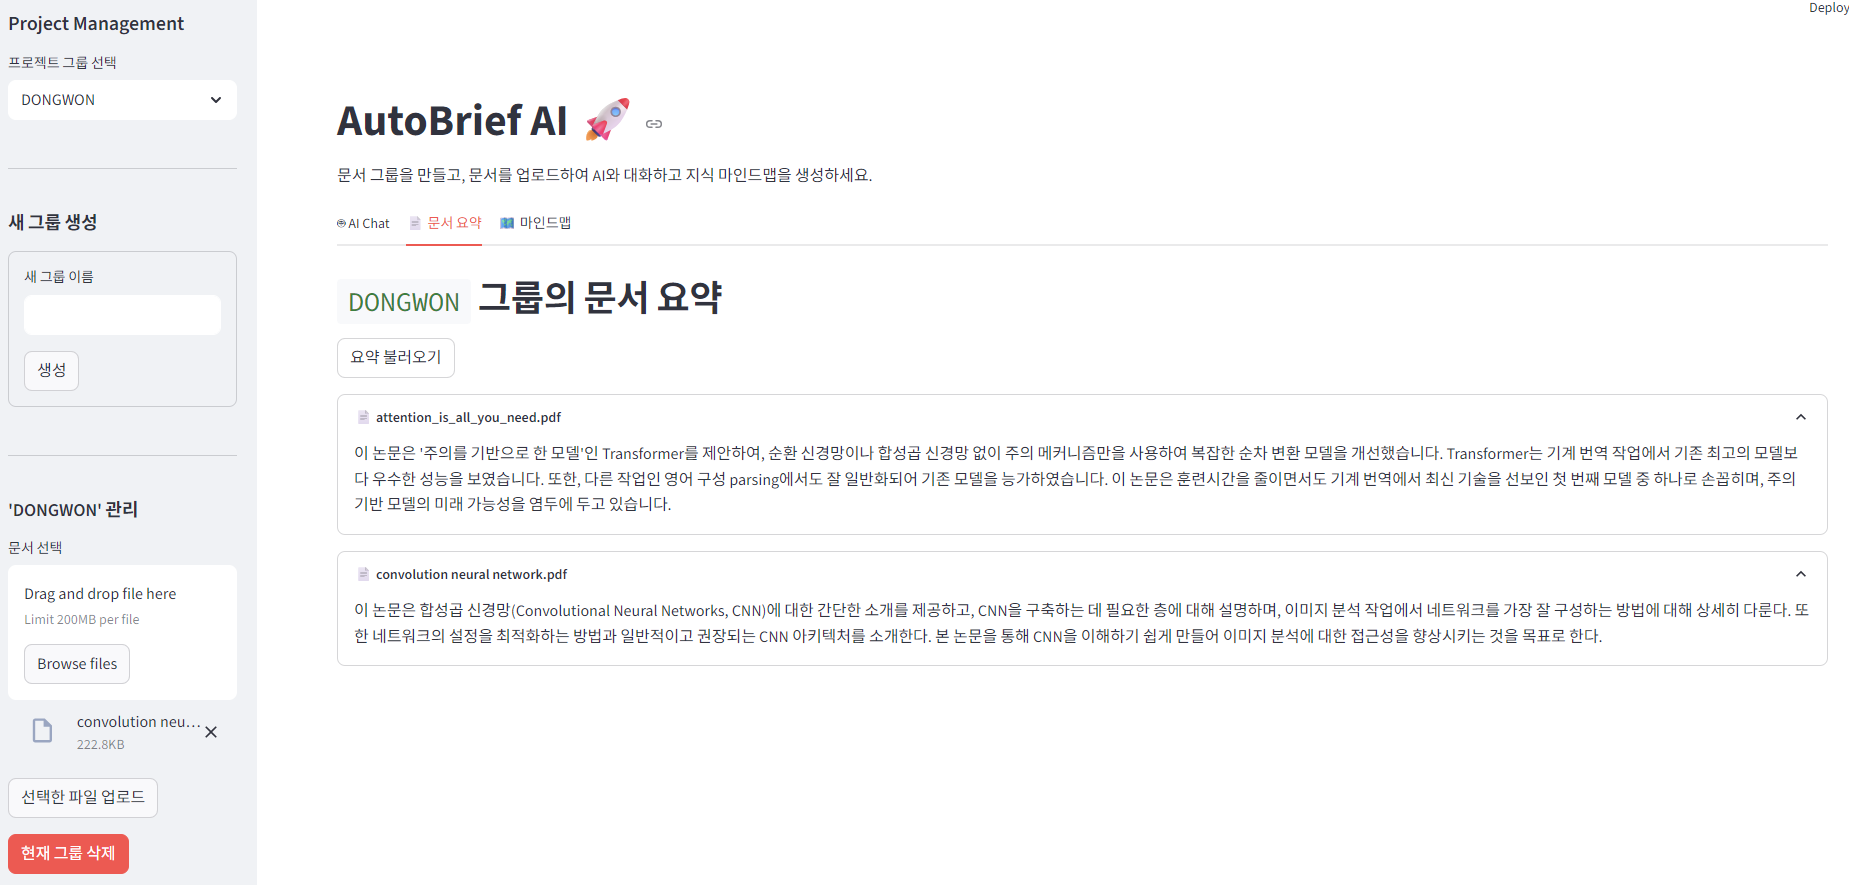 Project Management
프로젝트 그룹 선택
DONGWON
새 그룹 생성
새 그룹 이름
생성
'DONGWON' 관리
문서 선택
Drag and drop file here
Limit 200MB per file
Browse files
convolution neu...
222.8KB
선택한 파일 업로드
현재 그룹 삭제
Deploy
AutoBrief AI 🚀
문서 그룹을 만들고, 문서를 업로드하여 AI와 대화하고 지식 마인드맵을 생성하세요.
AI Chat 문서 요약 마인드맵
DONGWON 그룹의 문서 요약
요약 불러오기
attention_is_all_you_need.pdf
이 논문은 '주의를 기반으로 한 모델'인 Transformer를 제안하여, 순환 신경망이나 합성곱 신경망 없이 주의 메커니즘만을 사용하여 복잡한 순차 변환 모델을 개선했습니다. Transformer는 기계 번역 작업에서 기존 최고의 모델보
다 우수한 성능을 보였습니다. 또한, 다른 작업인 영어 구성 parsing에서도 잘 일반화되어 기존 모델을 능가하였습니다. 이 논문은 훈련시간을 줄이면서도 기계 번역에서 최신 기술을 선보인 첫 번째 모델 중 하나로 손꼽히며, 주의
기반 모델의 미래 가능성을 염두에 두고 있습니다.
convolution neural network.pdf
이 논문은 합성곱 신경망(Convolutional Neural Networks, CNN)에 대한 간단한 소개를 제공하고, CNN을 구축하는 데 필요한 층에 대해 설명하며, 이미지 분석 작업에서 네트워크를 가장 잘 구성하는 방법에 대해 상세히 다룬다. 또
한 네트워크의 설정을 최적화하는 방법과 일반적이고 권장되는 CNN 아키텍처를 소개한다. 본 논문을 통해 CNN을 이해하기 쉽게 만들어 이미지 분석에 대한 접근성을 향상시키는 것을 목표로 한다.